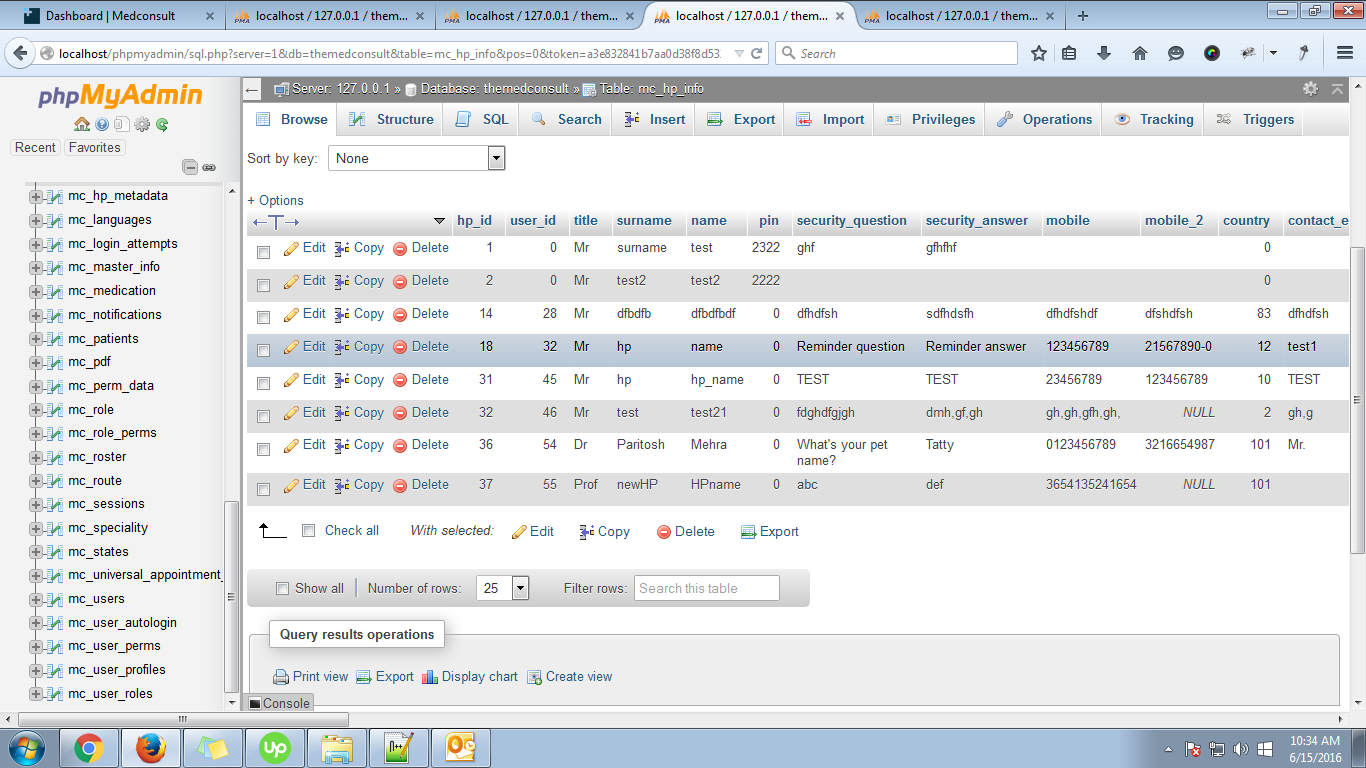 Dashboard | Medconsult
localhost / 127.0.0.1 / them...
localhost / 127.0.0.1 / them...
localhost / 127.0.0.1 / them...
localhost / 127.0.0.1 / them...
localhost/phpmyadmin/sql.php?server=1&db=themedconsult&table=mc_hp_info&pos=0&token=a3e832841b7aa0d38f8d53
Search
phpMyAdmin
Recent Favorites
mc_hp_metadata
mc_languages
mc_login_attempts
mc_master_info
mc_medication
mc_notifications
mc_patients
mc_pdf
mc_perm_data
mc_role
mc_role_perms
mc_roster
mc_route
mc_sessions
mc_speciality
mc_states
mc_universal_appointment_
mc_users
mc_user_autologin
mc_user_perms
mc_user_profiles
mc_user_roles
Server: 127.0.0.1 » Database: themedconsult » Table: mc_hp_info
Browse Structure SQL Search Insert Export Import Privileges Operations Tracking Triggers
Sort by key: None
+ Options
hp_id user_id title surname name pin security_question security_answer mobile mobile_2 country contact_e
Edit Copy Delete 1 0 Mr surname test 2322 ghf gfhfhf 0
Edit Copy Delete 2 0 Mr test2 test2 2222 0
Edit Copy Delete 14 28 Mr dfbdfb dfbdfbdf 0 dfhdfsh sdfhdsfh dfhdfshdf dfshdfsh 83 dfhdfsh
Edit Copy Delete 18 32 Mr hp name 0 Reminder question Reminder answer 123456789 21567890-0 12 test1
Edit Copy Delete 31 45 Mr hp hp_name 0 TEST TEST 23456789 123456789 10 TEST
Edit Copy Delete 32 46 Mr test test21 0 fdghdfgjgh dmh,gf,gh gh,gh,gfh,gh, NULL 2 gh,g
Edit Copy Delete 36 54 Dr Paritosh Mehra 0 What's your pet name? Tatty 0123456789 3216654987 101 Mr.
Edit Copy Delete 37 55 Prof newHP HPname 0 abc def 3654135241654 NULL 101
Check all With selected: Edit Copy Delete Export
Show all Number of rows: 25 Filter rows: Search this table
Query results operations
Print view Export Display chart Create view
Console
10:34 AM
6/15/2016